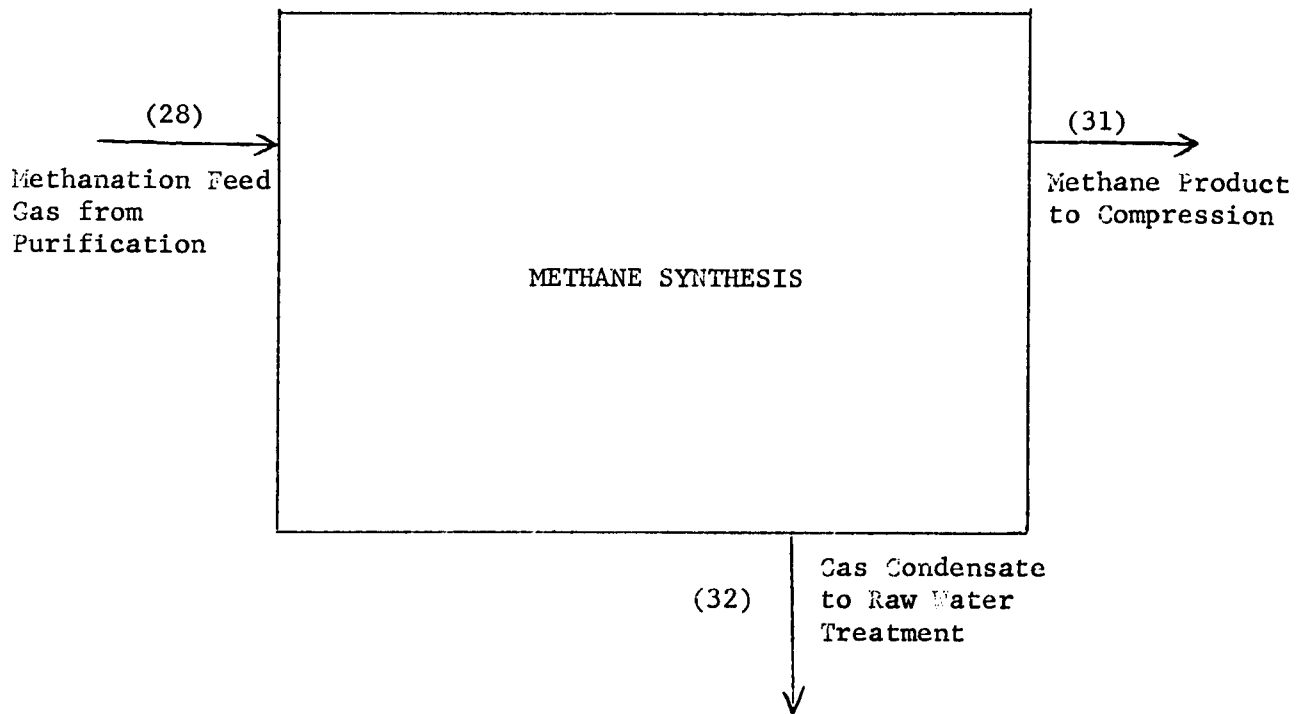 (28)
Methanation Feed
Gas from
Purification
METHANE SYNTHESIS
(31)
Methane Product
to Compression
(32)
Gas Condensate
to Raw Water
Treatment